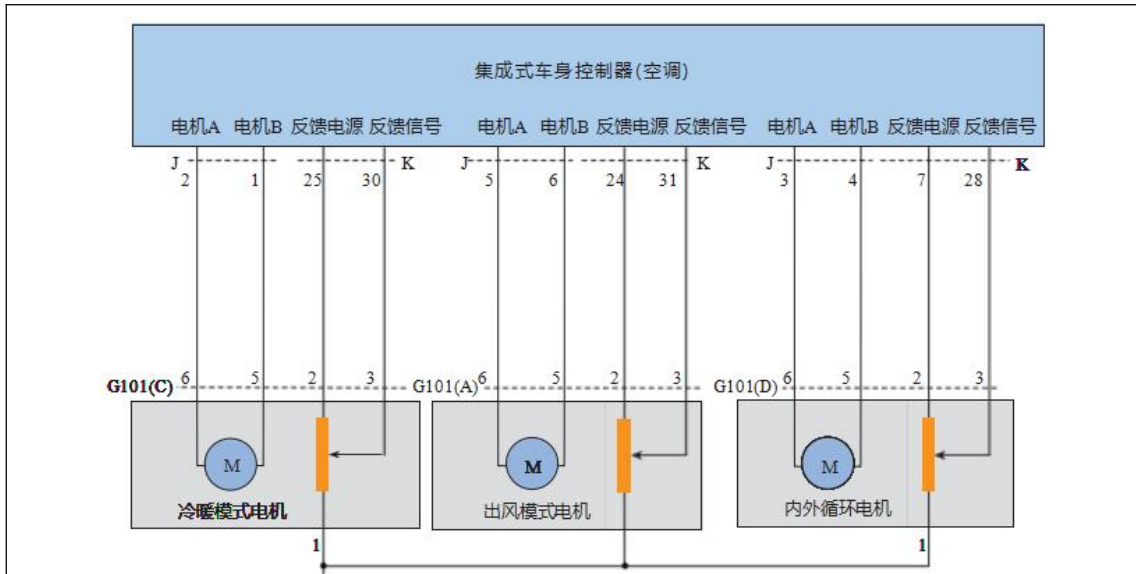 集成式车身控制器(空调)
电机A 电机B 反馈电源 反馈信号 电机A 电机B 反馈电源 反馈信号 电机A 电机B 反馈电源 反馈信号
J K J K J K
2 1 25 30 5 6 24 31 3 4 7 28
G101(C) 6 5 2 3 G101(A) 6 5 2 3 G101(D) 6 5 2 3
M M M
冷暖模式电机 出风模式电机 内外循环电机
1 1